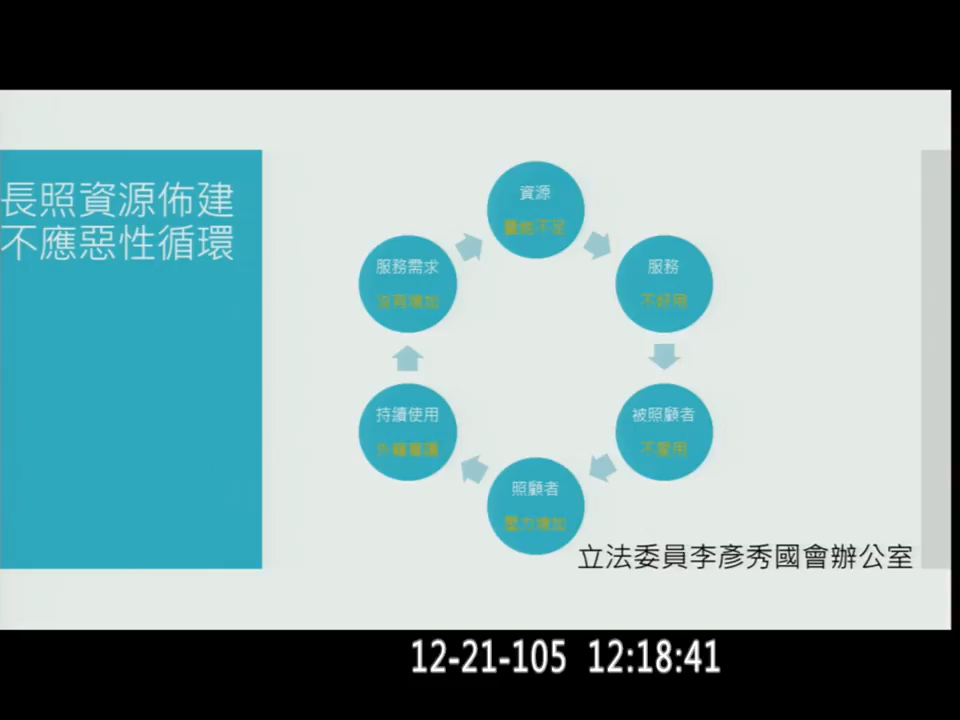 長照資源佈建
不應惡性循環
資源
量能不足
服務
不好用
被照顧者
不愛用
照顧者
壓力增加
持續使用
外籍看護
服務需求
沒有增加
立法委員李彥秀國會辦公室
12-21-105 12:18:41